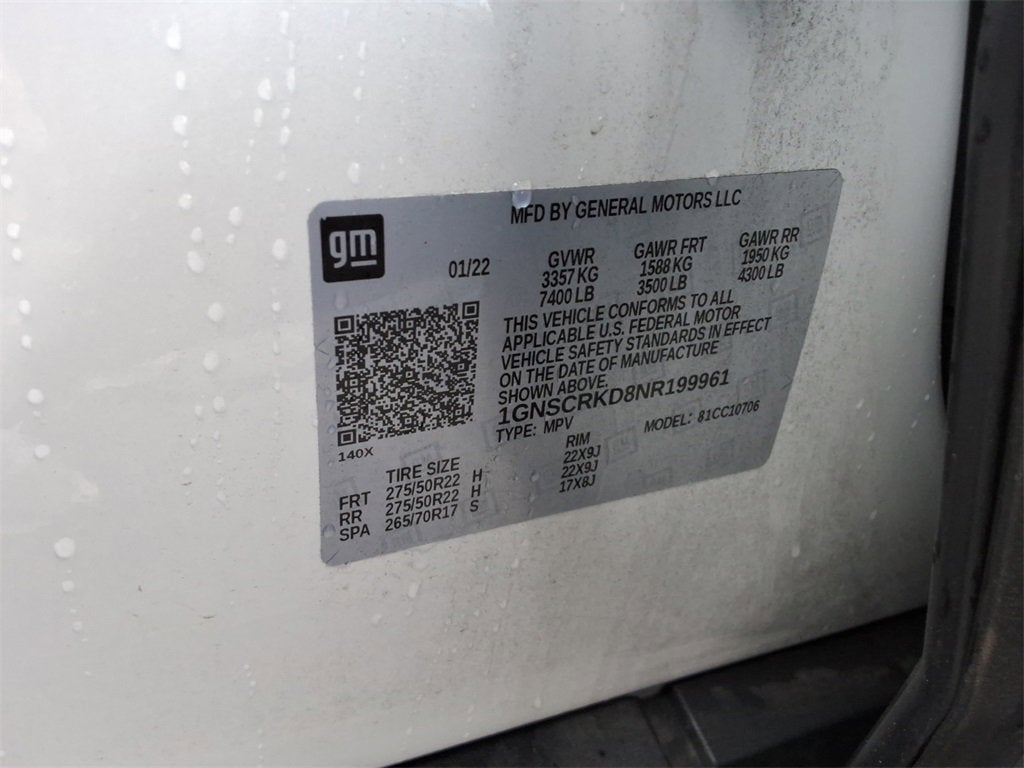 gm
MFD BY GENERAL MOTORS LLC
01/22
GVWR GAWR FRT GAWR RR
3357 KG 1588 KG 1950 KG
7400 LB 3500 LB 4300 LB
THIS VEHICLE CONFORMS TO ALL
APPLICABLE U.S. FEDERAL MOTOR
VEHICLE SAFETY STANDARDS IN EFFECT
ON THE DATE OF MANUFACTURE
SHOWN ABOVE.
1GNSCRKD8NR199961
TYPE: MPV MODEL: 81CC10706
140X
TIRE SIZE RIM
FRT 275/50R22 H 22X9J
RR 275/50R22 H 22X9J
SPA 265/70R17 S 17X8J